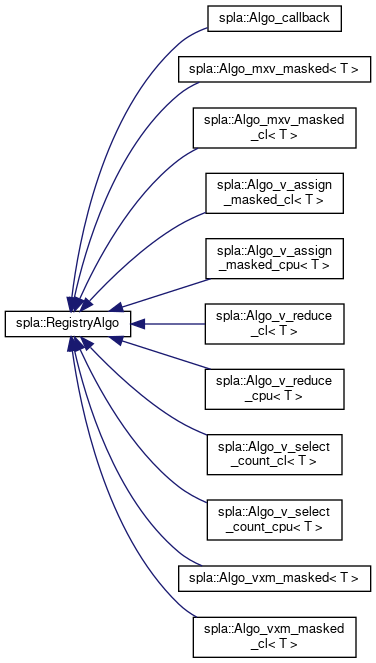 spla::Algo_callback
spla::Algo_mxv_masked< T >
spla::Algo_mxv_masked
_cl< T >
spla::Algo_v_assign
_masked_cl< T >
spla::Algo_v_assign
_masked_cpu< T >
spla::RegistryAlgo
spla::Algo_v_reduce
_cl< T >
spla::Algo_v_reduce
_cpu< T >
spla::Algo_v_select
_count_cl< T >
spla::Algo_v_select
_count_cpu< T >
spla::Algo_vxm_masked< T >
spla::Algo_vxm_masked
_cl< T >